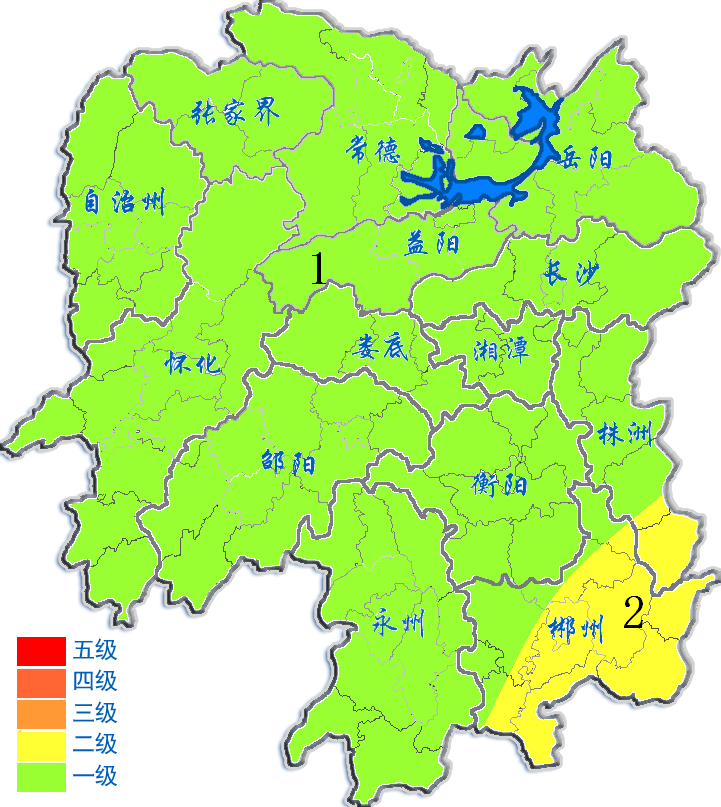 张家界
常德
岳阳
自治州
益阳
1
长沙
怀化
娄底
湘潭
株洲
邵阳
衡阳
永州
郴州
2
五级
四级
三级
二级
一级